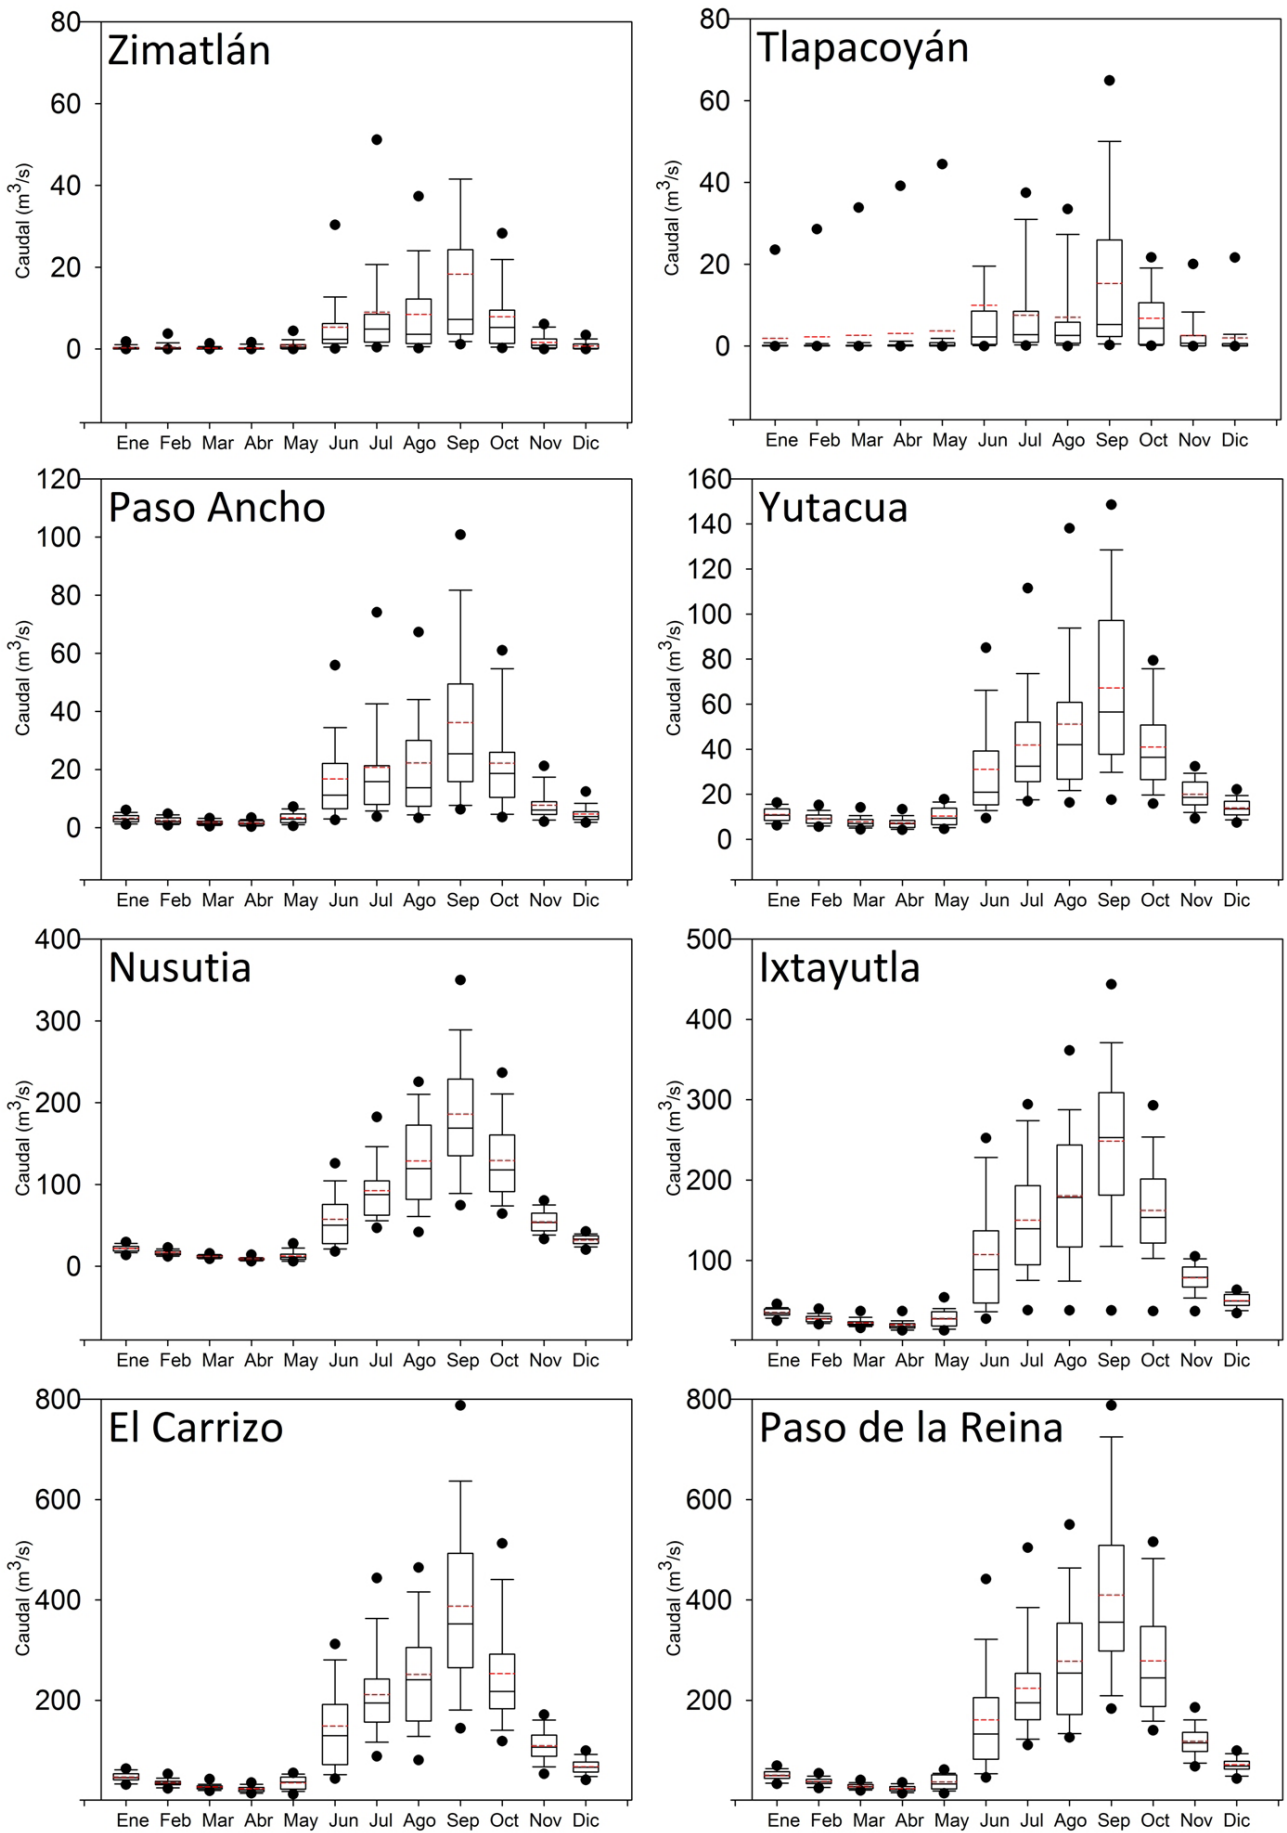 Zimatlán
80
60
40
20
0
Caudal (m³/s)
Ene Feb Mar Abr May Jun Jul Ago Sep Oct Nov Dic
Tlapacoyán
80
60
40
20
0
Caudal (m³/s)
Ene Feb Mar Abr May Jun Jul Ago Sep Oct Nov Dic
Paso Ancho
120
100
80
60
40
20
0
Caudal (m³/s)
Ene Feb Mar Abr May Jun Jul Ago Sep Oct Nov Dic
Yutacua
160
140
120
100
80
60
40
20
0
Caudal (m³/s)
Ene Feb Mar Abr May Jun Jul Ago Sep Oct Nov Dic
Nusutia
400
300
200
100
0
Caudal (m³/s)
Ene Feb Mar Abr May Jun Jul Ago Sep Oct Nov Dic
Ixtayutla
500
400
300
200
100
Caudal (m³/s)
Ene Feb Mar Abr May Jun Jul Ago Sep Oct Nov Dic
El Carrizo
800
600
400
200
Caudal (m³/s)
Ene Feb Mar Abr May Jun Jul Ago Sep Oct Nov Dic
Paso de la Reina
800
600
400
200
Caudal (m³/s)
Ene Feb Mar Abr May Jun Jul Ago Sep Oct Nov Dic